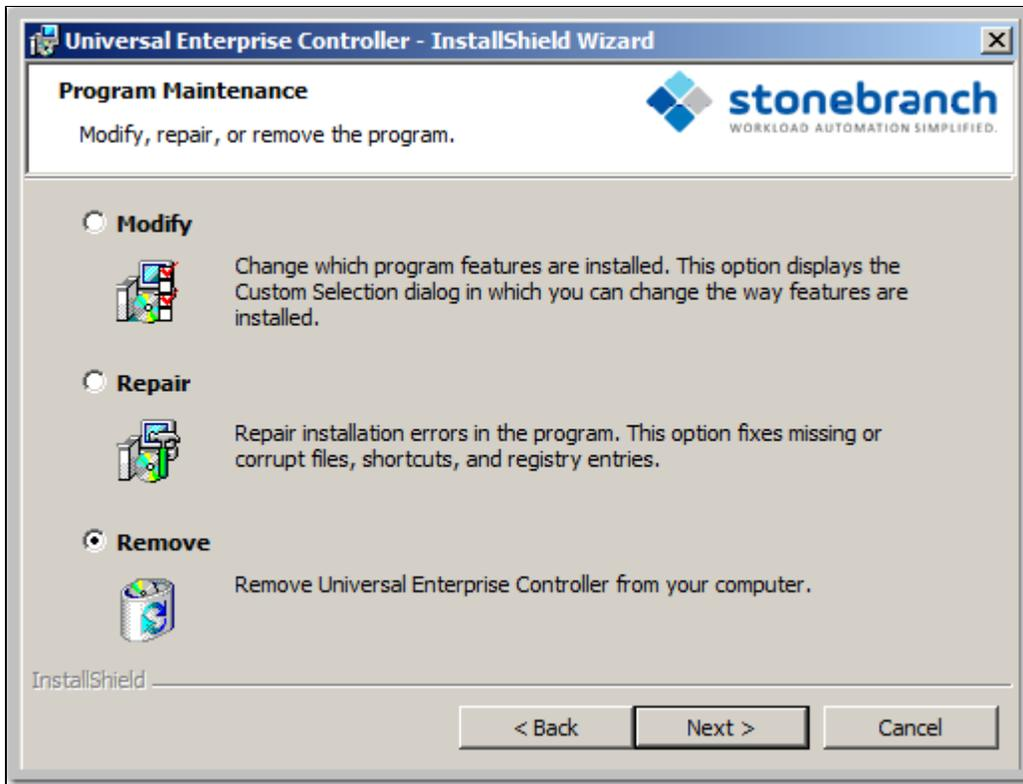 Universal Enterprise Controller - InstallShield Wizard
Program Maintenance
Modify, repair, or remove the program.
stonebranch
WORKLOAD AUTOMATION SIMPLIFIED.
Modify
Change which program features are installed. This option displays the
Custom Selection dialog in which you can change the way features are
installed.
Repair
Repair installation errors in the program. This option fixes missing or
corrupt files, shortcuts, and registry entries.
Remove
Remove Universal Enterprise Controller from your computer.
InstallShield
< Back
Next >
Cancel